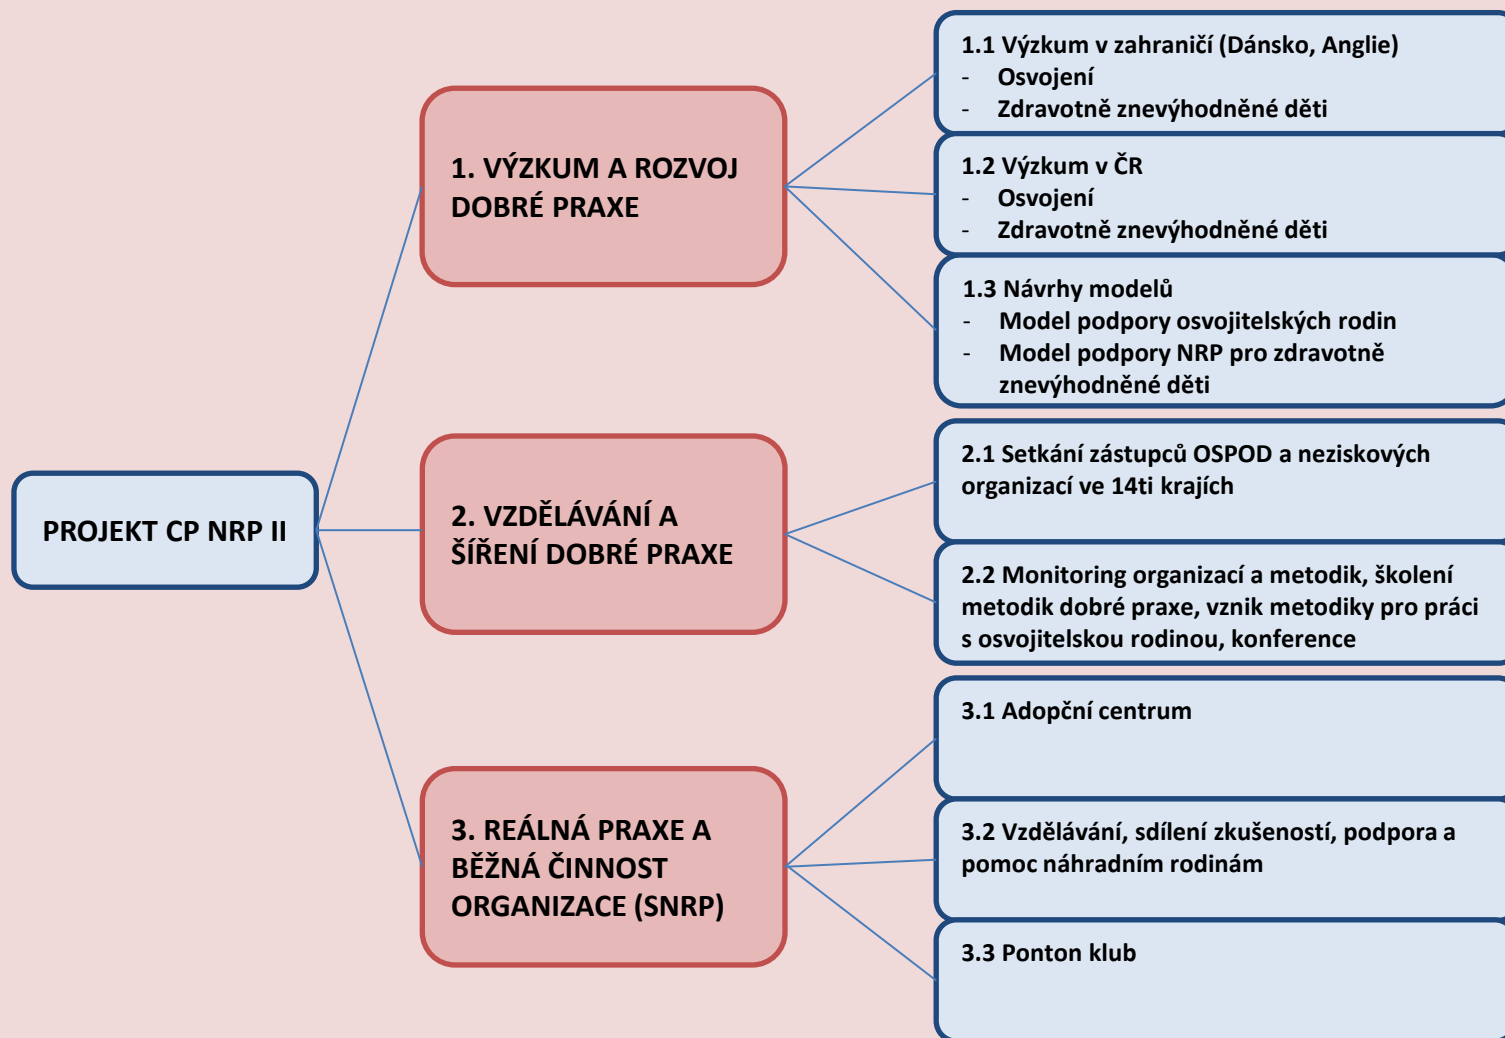 PROJEKT CP NRP II
1. VÝZKUM A ROZVOJ
DOBRÉ PRAXE
1.1 Výzkum v zahraničí (Dánsko, Anglie)
- Osvojení
- Zdravotně znevýhodněné děti
1.2 Výzkum v ČR
- Osvojení
- Zdravotně znevýhodněné děti
1.3 Návrhy modelů
- Model podpory osvojitelských rodin
- Model podpory NRP pro zdravotně
znevýhodněné děti
2. VZDĚLÁVÁNÍ A
ŠÍŘENÍ DOBRÉ PRAXE
2.1 Setkání zástupců OSPOD a neziskových
organizací ve 14ti krajích
2.2 Monitoring organizací a metodik, školení
metodik dobré praxe, vznik metodiky pro práci
s osvojitelskou rodinou, konference
3. REÁLNÁ PRAXE A
BĚŽNÁ ČINNOST
ORGANIZACE (SNRP)
3.1 Adopční centrum
3.2 Vzdělávání, sdílení zkušeností, podpora a
pomoc náhradním rodinám
3.3 Ponton klub